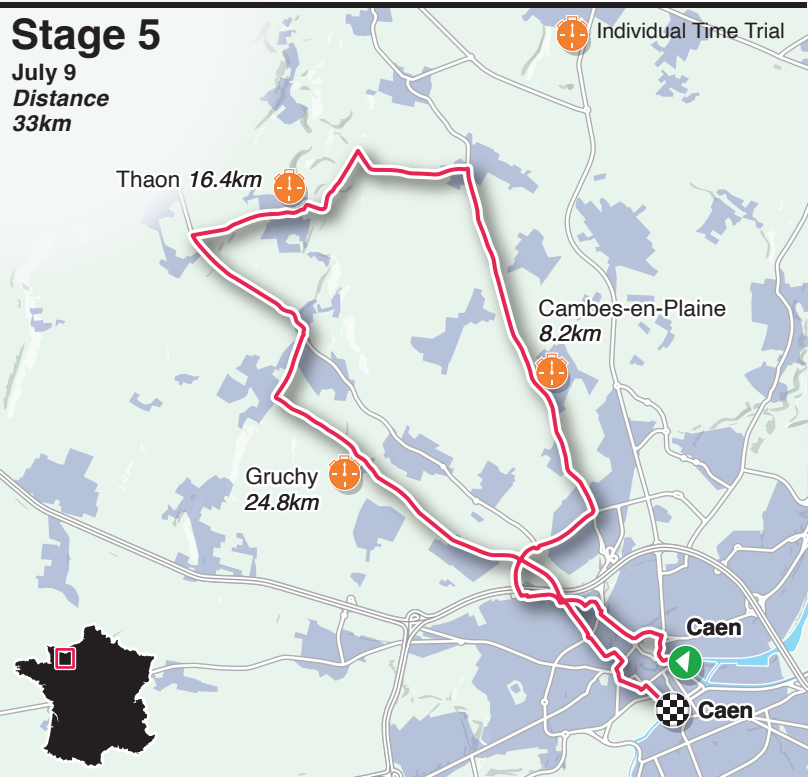 Stage 5
July 9
Distance
33km
Individual Time Trial
Thaon 16.4km
Cambes-en-Plaine
8.2km
Gruchy
24.8km
Caen
Caen